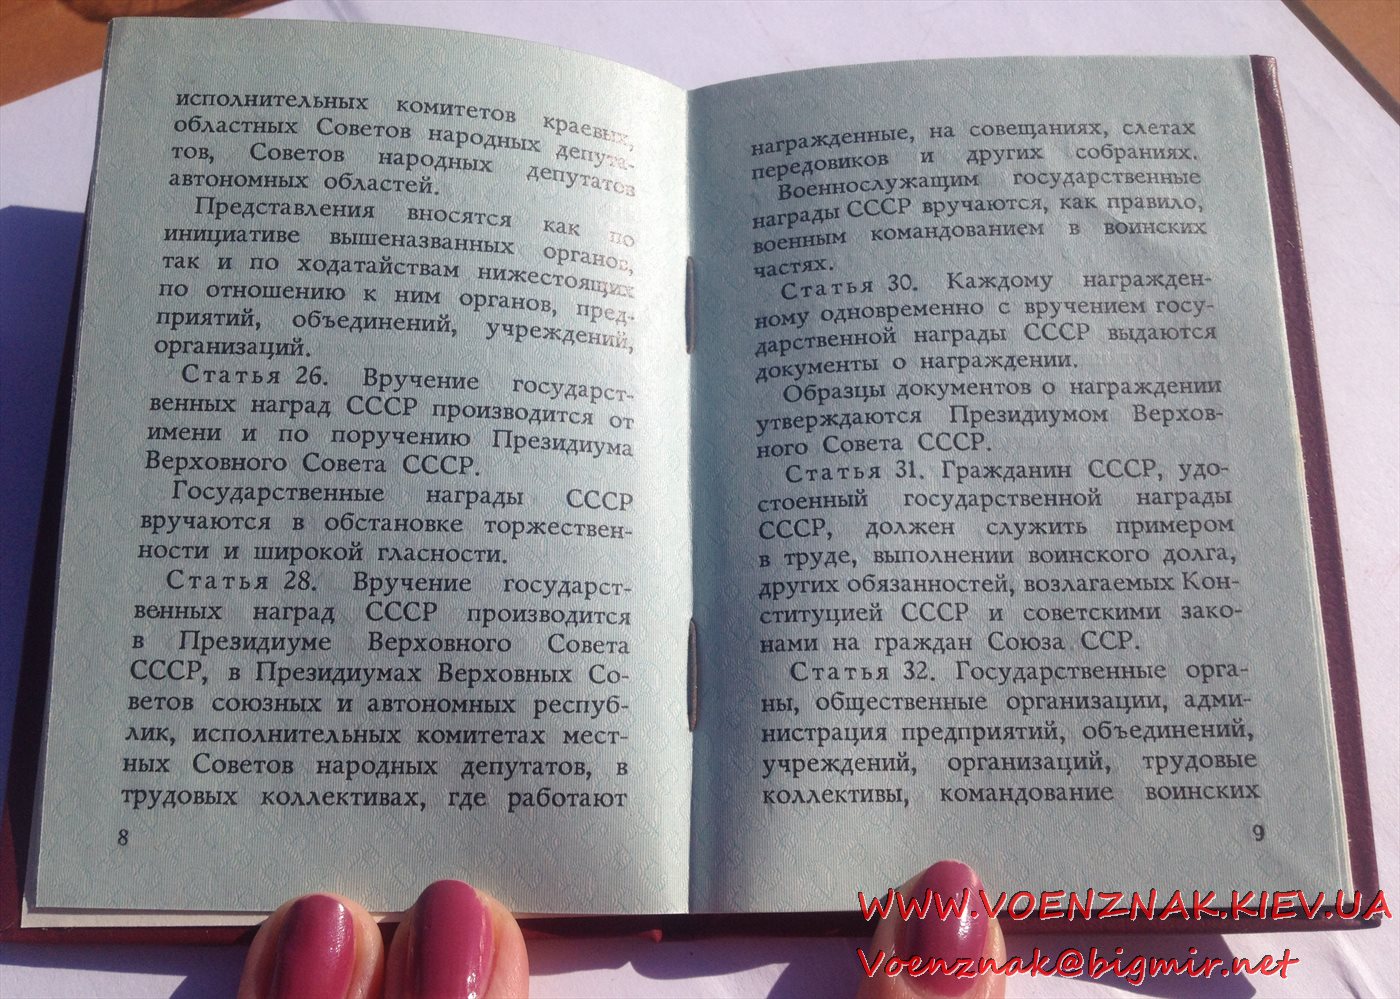 исполнительных комитетов краевых,
областных Советов народных депута-
тов, Советов народных депутатов
автономных областей.
Представления вносятся как по
инициативе вышеназванных органов,
так и по ходатайствам нижестоящих
по отношению к ним органов, пред-
приятий, объединений, учреждений,
организаций.
Статья 26. Вручение государст-
венных наград СССР производится от
имени и по поручению Президиума
Верховного Совета СССР.
Государственные награды СССР
вручаются в обстановке торжествен-
ности и широкой гласности.
Статья 28. Вручение государст-
венных наград СССР производится
в Президиуме Верховного Совета
СССР, в Президиумах Верховных Со-
ветов союзных и автономных респуб-
лик, исполнительных комитетах мест-
ных Советов народных депутатов, в
трудовых коллективах, где работают
8
награжденные, на совещаниях, слетах
передовиков и других собраниях.
Военнослужащим государственные
награды СССР вручаются, как правило,
военным командованием в воинских
частях.
Статья 30. Каждому награжден-
ному одновременно с вручением госу-
дарственной награды СССР выдаются
документы о награждении.
Образцы документов о награждении
утверждаются Президиумом Верхов-
ного Совета СССР.
Статья 31. Гражданин СССР, удо-
стоенный государственной награды
СССР, должен служить примером
в труде, выполнении воинского долга,
других обязанностей, возлагаемых Кон-
ституцией СССР и советскими зако-
нами на граждан Союза ССР.
Статья 32. Государственные орга-
ны, общественные организации, адми-
нистрация предприятий, объединений,
учреждений, организаций, трудовые
коллективы, командование воинских
9
WWW.VOENZNAK.KIEV.UA
Voenznak@bigmir.net